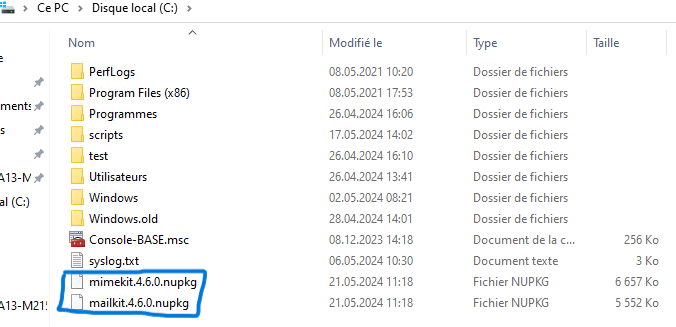 Ce PC > Disque local (C:) >
Nom Modifié le Type Taille
PerfLogs 08.05.2021 10:20 Dossier de fichiers
Program Files (x86) 08.05.2021 17:53 Dossier de fichiers
Programmes 26.04.2024 16:06 Dossier de fichiers
scripts 17.05.2024 14:02 Dossier de fichiers
test 26.04.2024 16:10 Dossier de fichiers
Utilisateurs 26.04.2024 13:41 Dossier de fichiers
Windows 02.05.2024 08:21 Dossier de fichiers
Windows.old 28.04.2024 14:01 Dossier de fichiers
Console-BASE.msc 08.12.2023 14:18 Document de la c... 256 Ko
syslog.txt 06.05.2024 10:30 Document texte 3 Ko
mimekit.4.6.0.nupkg 21.05.2024 11:18 Fichier NUPKG 6 657 Ko
mailkit.4.6.0.nupkg 21.05.2024 11:18 Fichier NUPKG 5 552 Ko
e
ments
s
A13-M
al (C:)
A13-M215